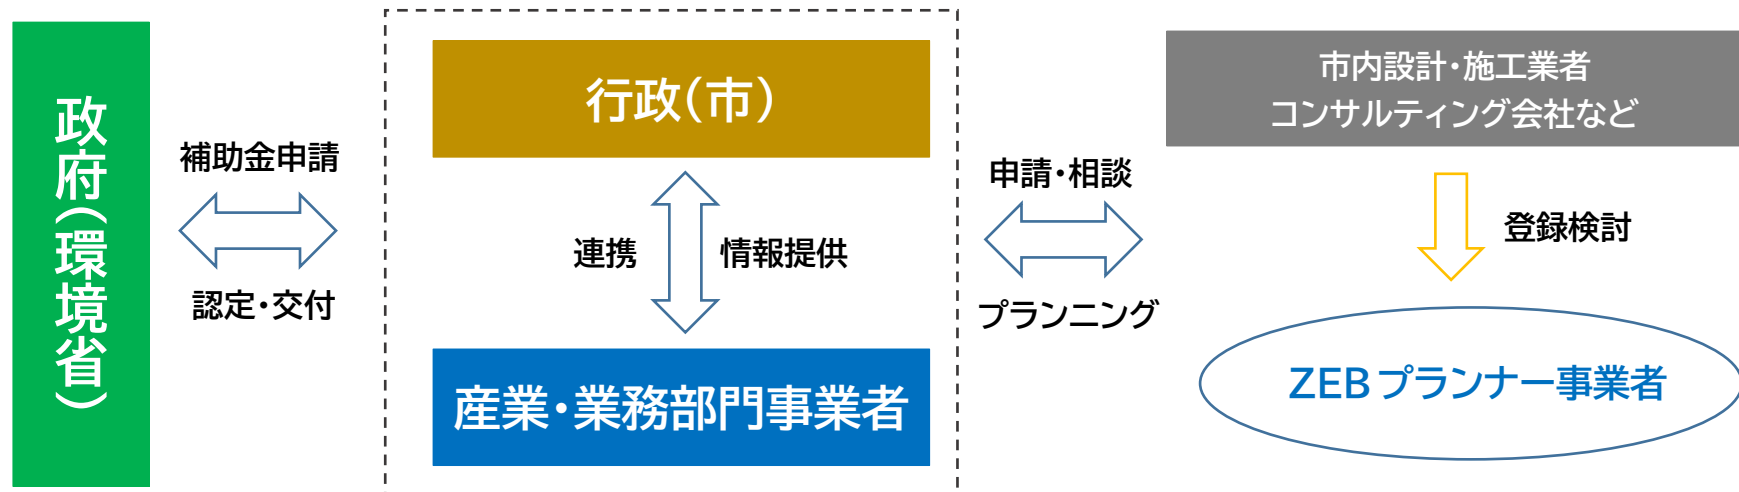 政府(環境省)
補助金申請
認定・交付
行政(市)
連携
情報提供
産業・業務部門事業者
申請・相談
プランニング
市内設計・施工業者
コンサルティング会社など
登録検討
ZEBプランナー事業者